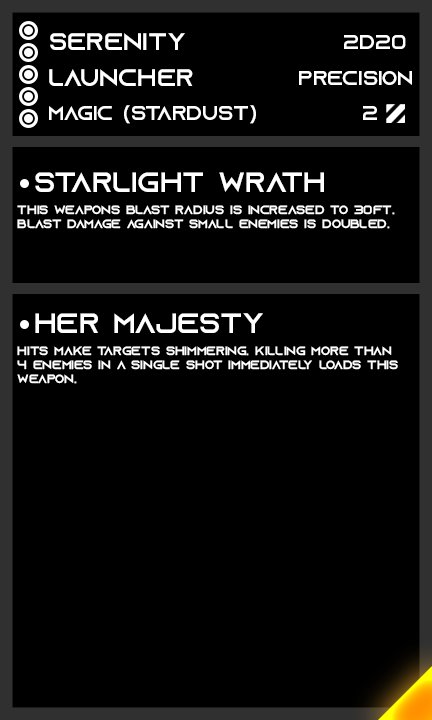 SERENITY 2D20
LAUNCHER PRECISION
MAGIC (STARDUST) 2
•STARLIGHT WRATH
THIS WEAPONS BLAST RADIUS IS INCREASED TO 30FT.
BLAST DAMAGE AGAINST SMALL ENEMIES IS DOUBLED.
•HER MAJESTY
HITS MAKE TARGETS SHIMMERING. KILLING MORE THAN
4 ENEMIES IN A SINGLE SHOT IMMEDIATELY LOADS THIS
WEAPON.